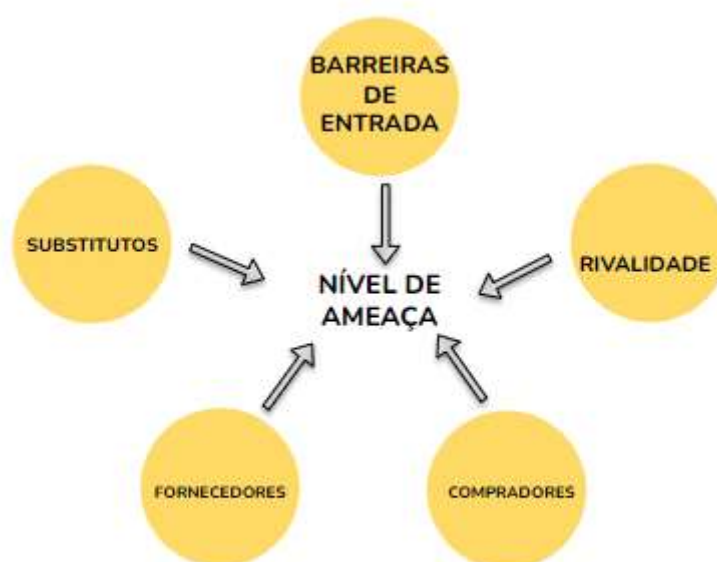 BARREIRAS
DE
ENTRADA
SUBSTITUTOS
RIVALIDADE
NÍVEL DE
AMEAÇA
FORNECEDORES
COMPRADORES